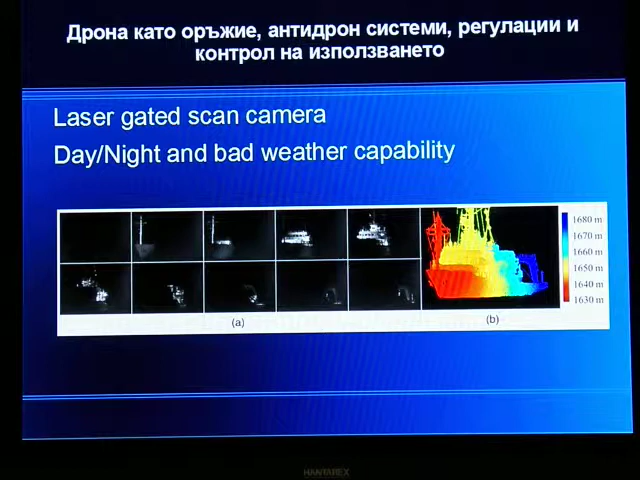 Дрона като оръжие, антидрон системи, регулации и
контрол на използването
Laser gated scan camera
Day/Night and bad weather capability
1680 m
1670 m
1660 m
1650 m
1640 m
1630 m
(a)
(b)
HANTAREX